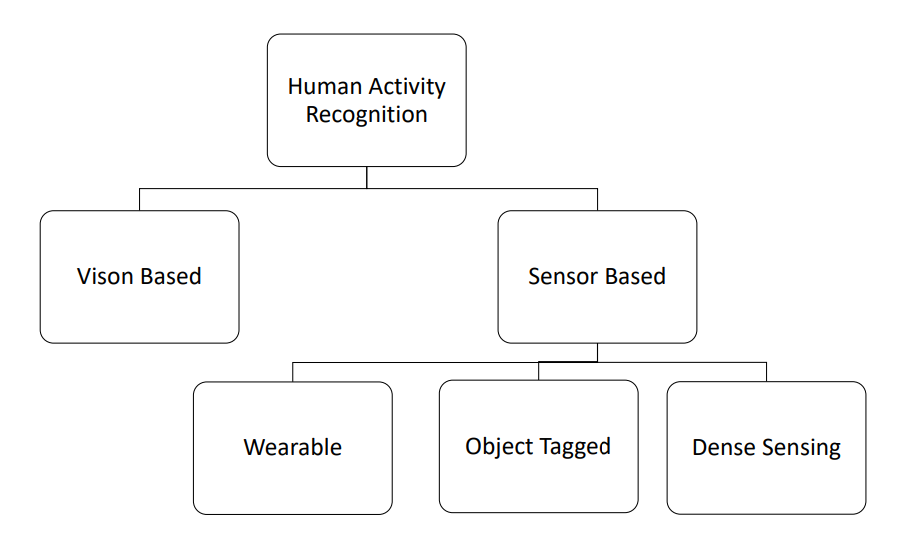 Human Activity
Recognition
Vison Based
Sensor Based
Wearable
Object Tagged
Dense Sensing